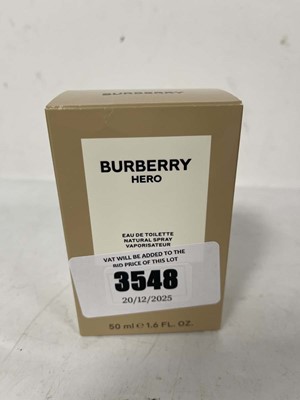 BURBERRY
BURBERRY
HERO
EAU DE TOILETTE
NATURAL SPRAY
VAPORISATEUR
VAT WILL BE ADDED TO THE
BID PRICE OF THIS LOT
3548
20/12/2025
50 ml ℮ 1.6 FL. OZ.